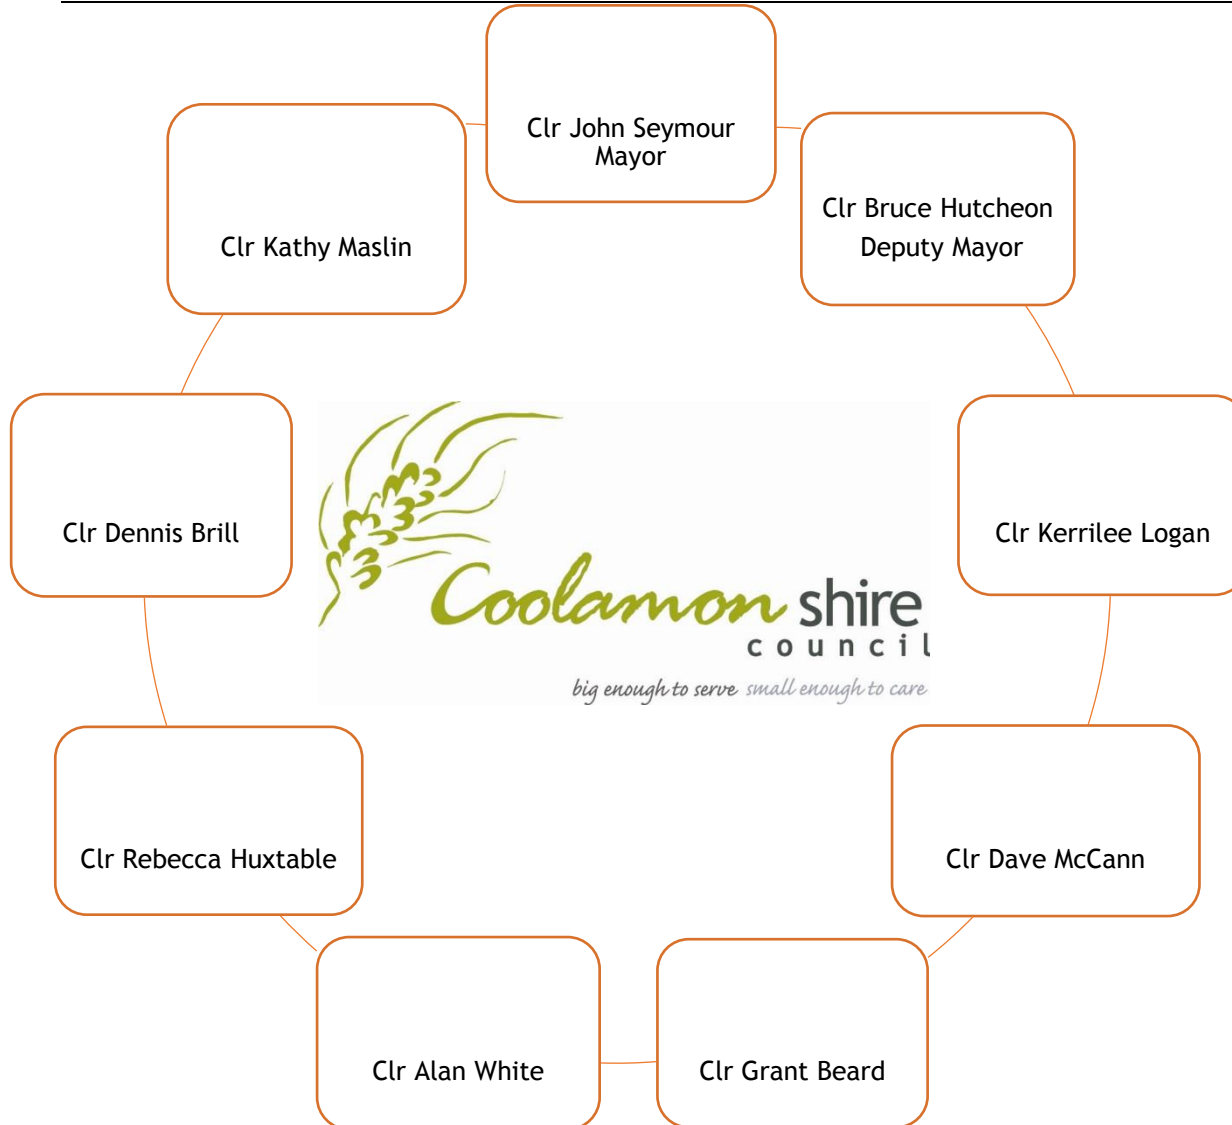 Clr John Seymour
Mayor
Clr Bruce Hutcheon
Deputy Mayor
Clr Kathy Maslin
Clr Dennis Brill
Clr Kerrilee Logan
Coolamon shire
council
big enough to serve small enough to care
Clr Rebecca Huxtable
Clr Dave McCann
Clr Alan White
Clr Grant Beard